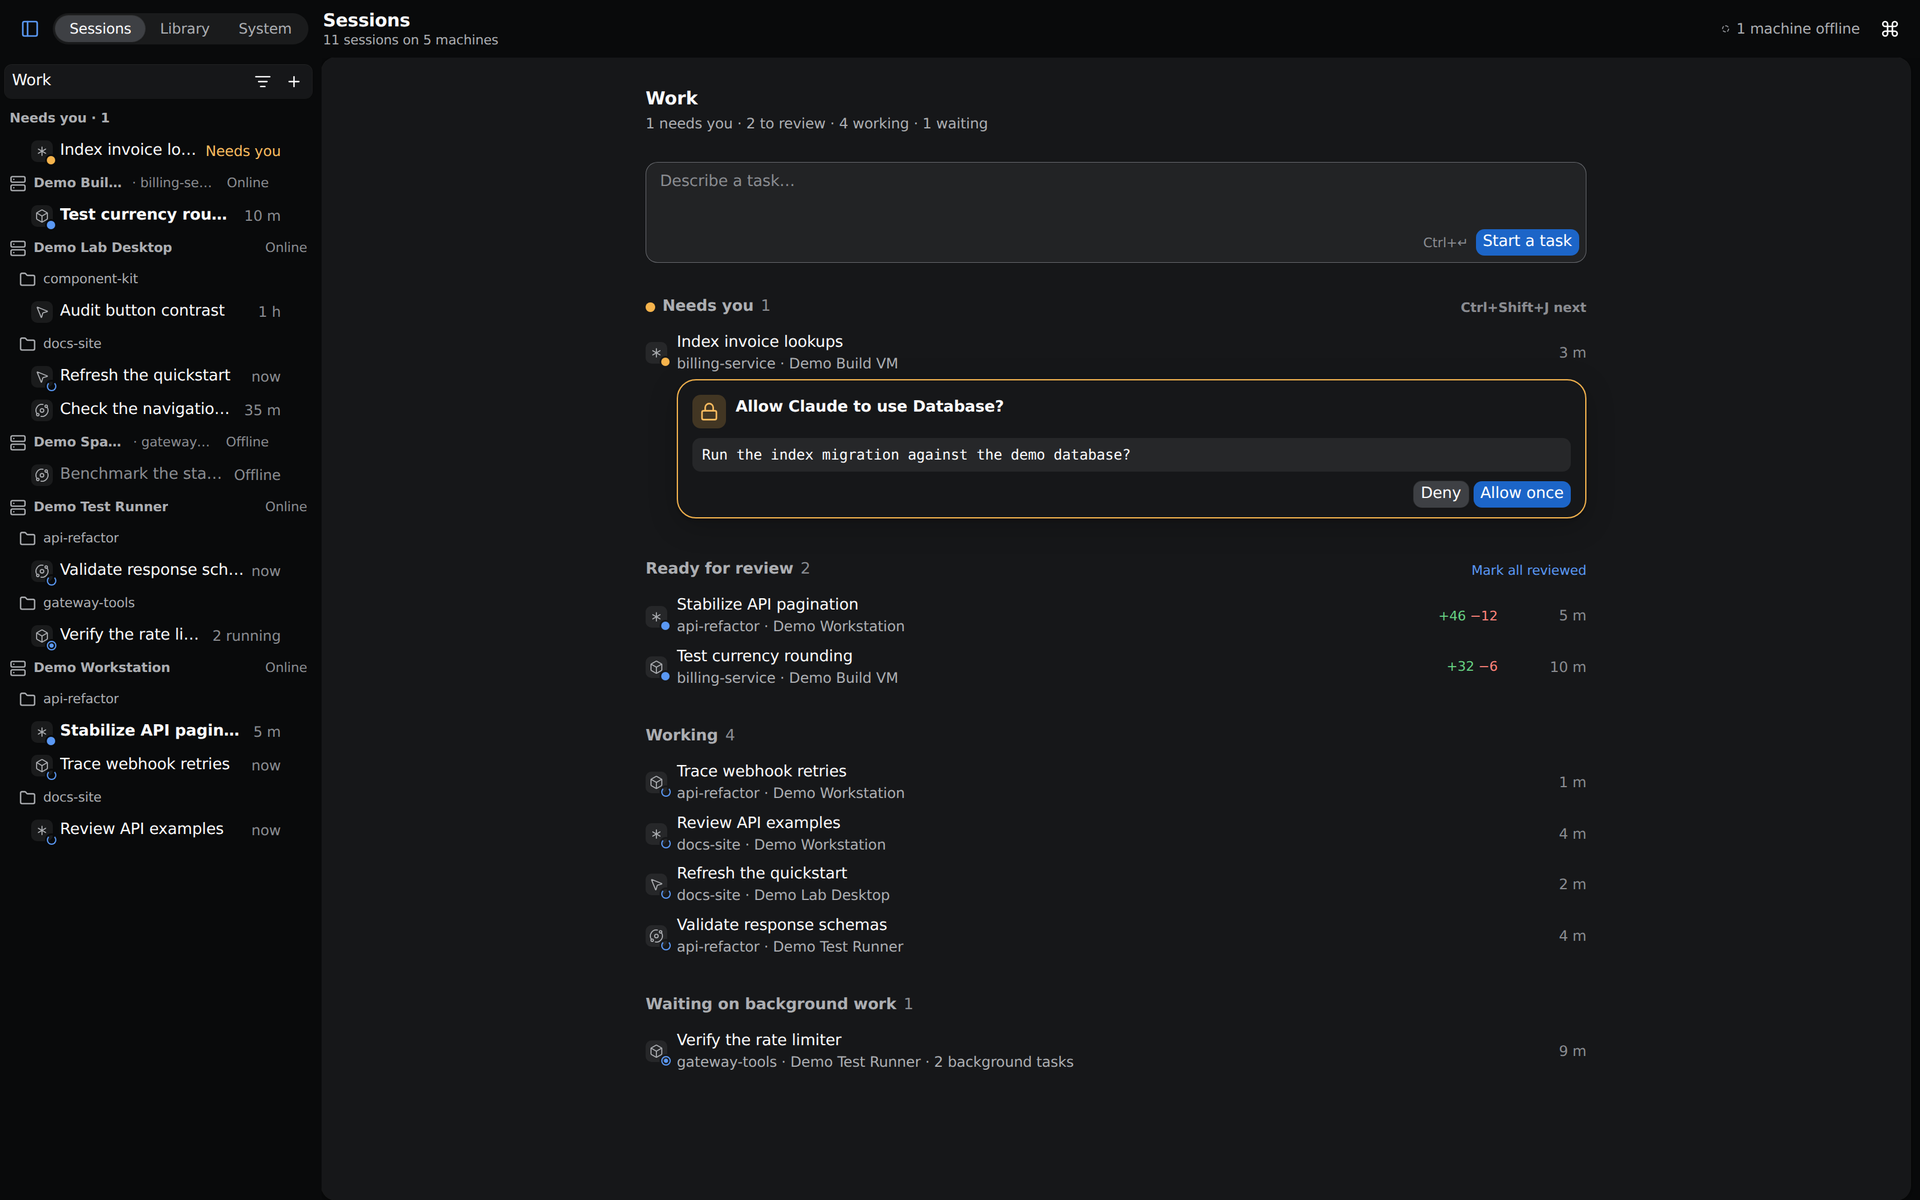 Sessions Library System
Sessions
11 sessions on 5 machines
1 machine offline
Work
Needs you · 1
Index invoice lo... Needs you
Demo Buil... · billing-se... Online
Test currency rou... 10 m
Demo Lab Desktop Online
component-kit
Audit button contrast 1 h
docs-site
Refresh the quickstart now
Check the navigatio... 35 m
Demo Spa... · gateway... Offline
Benchmark the sta... Offline
Demo Test Runner Online
api-refactor
Validate response sch... now
gateway-tools
Verify the rate li... 2 running
Demo Workstation Online
api-refactor
Stabilize API pagin... 5 m
Trace webhook retries now
docs-site
Review API examples now
Work
1 needs you · 2 to review · 4 working · 1 waiting
Describe a task...
Ctrl+↵ Start a task
Needs you 1 Ctrl+Shift+J next
Index invoice lookups
billing-service · Demo Build VM
3 m
Allow Claude to use Database?
Run the index migration against the demo database?
Deny Allow once
Ready for review 2 Mark all reviewed
Stabilize API pagination
api-refactor · Demo Workstation
+46 −12 5 m
Test currency rounding
billing-service · Demo Build VM
+32 −6 10 m
Working 4
Trace webhook retries
api-refactor · Demo Workstation
1 m
Review API examples
docs-site · Demo Workstation
4 m
Refresh the quickstart
docs-site · Demo Lab Desktop
2 m
Validate response schemas
api-refactor · Demo Test Runner
4 m
Waiting on background work 1
Verify the rate limiter
gateway-tools · Demo Test Runner · 2 background tasks
9 m